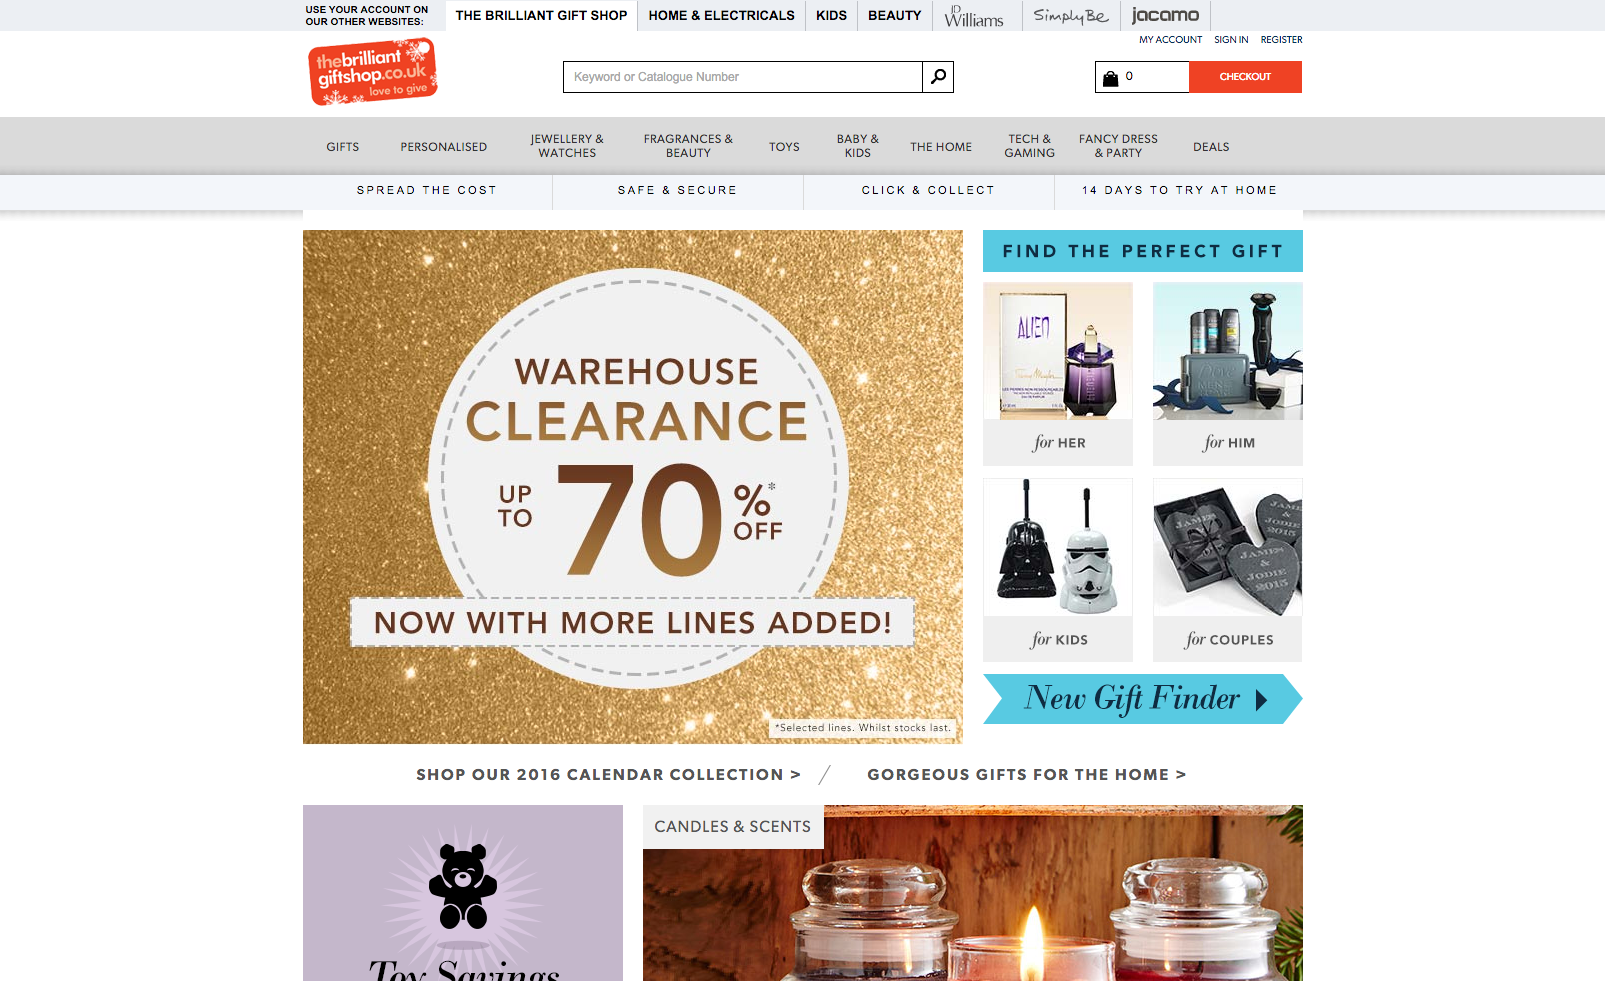 USE YOUR ACCOUNT ON
OUR OTHER WEBSITES:
THE BRILLIANT GIFT SHOP
HOME & ELECTRICALS
KIDS
BEAUTY
JD
Williams
SimplyBe
jacamo
MY ACCOUNT
SIGN IN
REGISTER
thebrilliant
giftshop.co.uk
love to give
Keyword or Catalogue Number
0
CHECKOUT
GIFTS
PERSONALISED
JEWELLERY &
WATCHES
FRAGRANCES &
BEAUTY
TOYS
BABY &
KIDS
THE HOME
TECH &
GAMING
FANCY DRESS
& PARTY
DEALS
SPREAD THE COST
SAFE & SECURE
CLICK & COLLECT
14 DAYS TO TRY AT HOME
WAREHOUSE
CLEARANCE
UP
TO
70
%*
OFF
NOW WITH MORE LINES ADDED!
*Selected lines. Whilst stocks last.
FIND THE PERFECT GIFT
ALIEN
Thierry Mugler
for HER
for HIM
for KIDS
JAMES
&
JODIE
2015
JAMES
&
JODIE
2015
for COUPLES
New Gift Finder
SHOP OUR 2016 CALENDAR COLLECTION >
GORGEOUS GIFTS FOR THE HOME >
Toy Savings
CANDLES & SCENTS